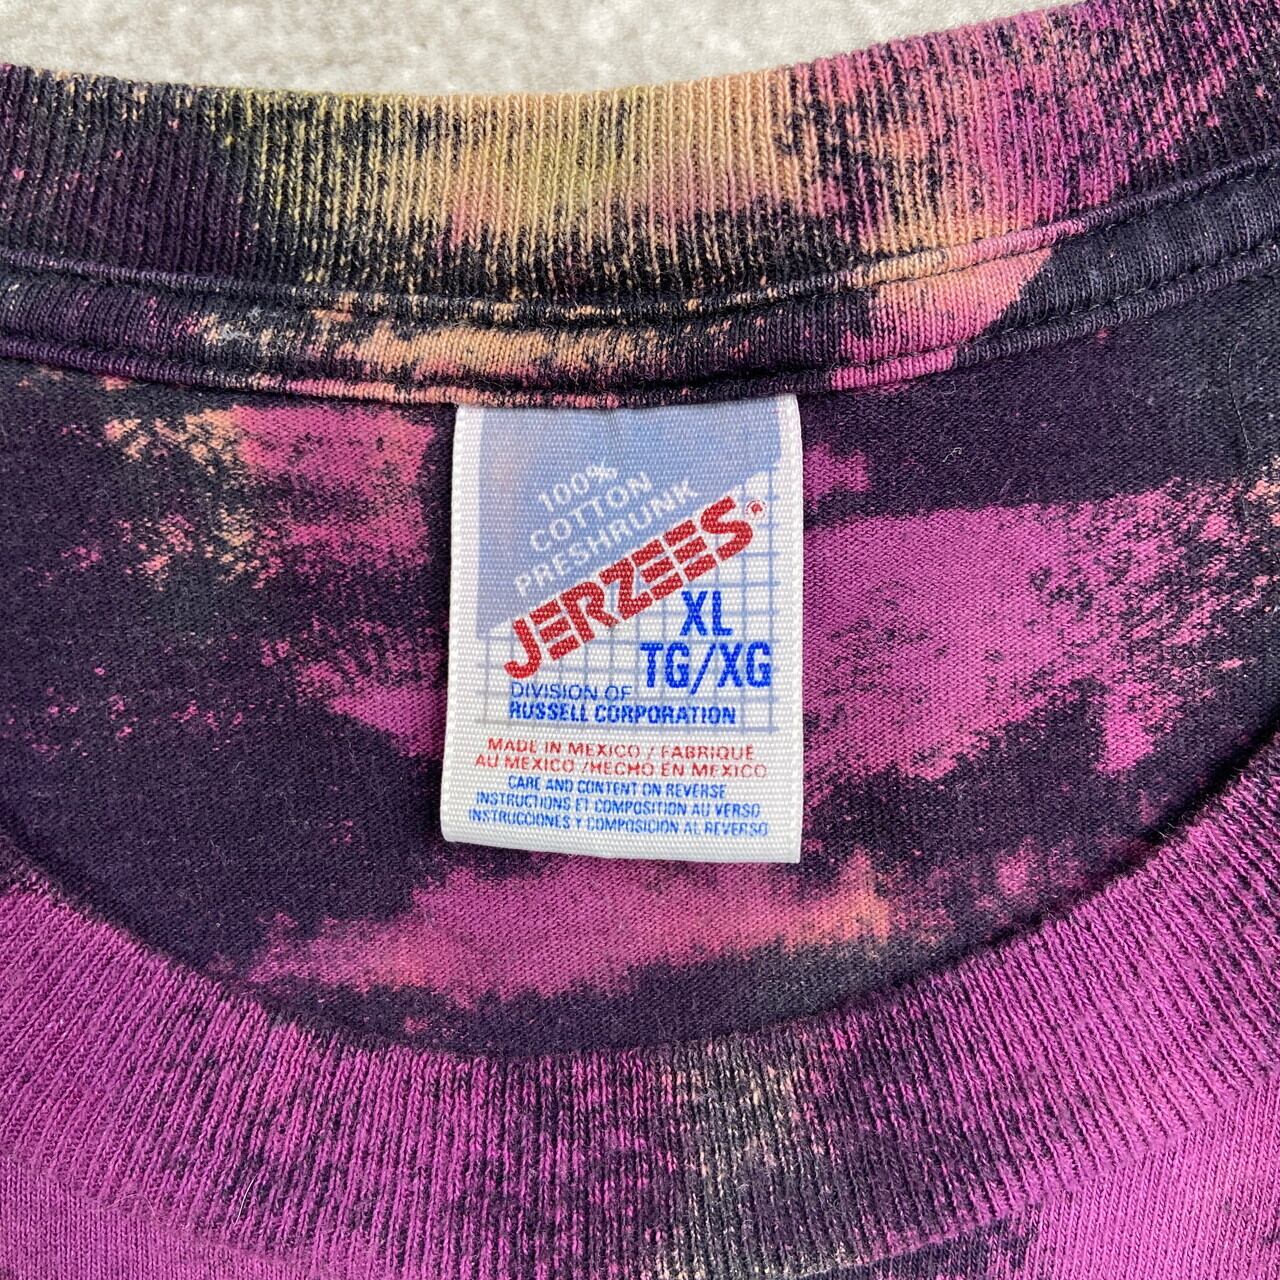 100%
COTTON
PRESHRUNK
JERZEES®
XL
TG/XG
DIVISION OF
RUSSELL CORPORATION
MADE IN MEXICO / FABRIQUÉ
AU MEXICO /HECHO EN MEXICO
CARE AND CONTENT ON REVERSE
INSTRUCTIONS ET COMPOSITION AU VERSO
INSTRUCCIONES Y COMPOSICION AL REVERSO